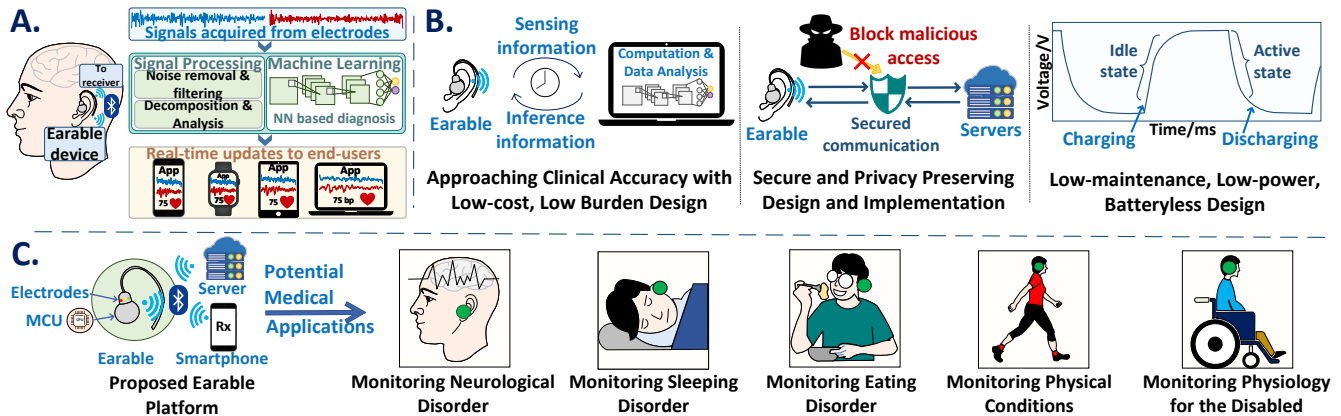 A.
Signals acquired from electrodes
Signal Processing
Noise removal &
filtering
Decomposition &
Analysis
Machine Learning
NN based diagnosis
To
receiver
Earable
device
Real-time updates to end-users
App
75
App
75
App
75
App
75 bp
B.
Sensing
information
Earable
Inference
information
Computation &
Data Analysis
Approaching Clinical Accuracy with
Low-cost, Low Burden Design
Block malicious
access
Earable
Secured
communication
Servers
Secure and Privacy Preserving
Design and Implementation
Voltage/V
Idle
state
Active
state
Charging
Time/ms
Discharging
Low-maintenance, Low-power,
Batteryless Design
C.
Electrodes
MCU
CPU
Earable
Server
Rx
Smartphone
Proposed Earable
Platform
Potential
Medical
Applications
Monitoring Neurological
Disorder
Monitoring Sleeping
Disorder
Monitoring Eating
Disorder
Monitoring Physical
Conditions
Monitoring Physiology
for the Disabled